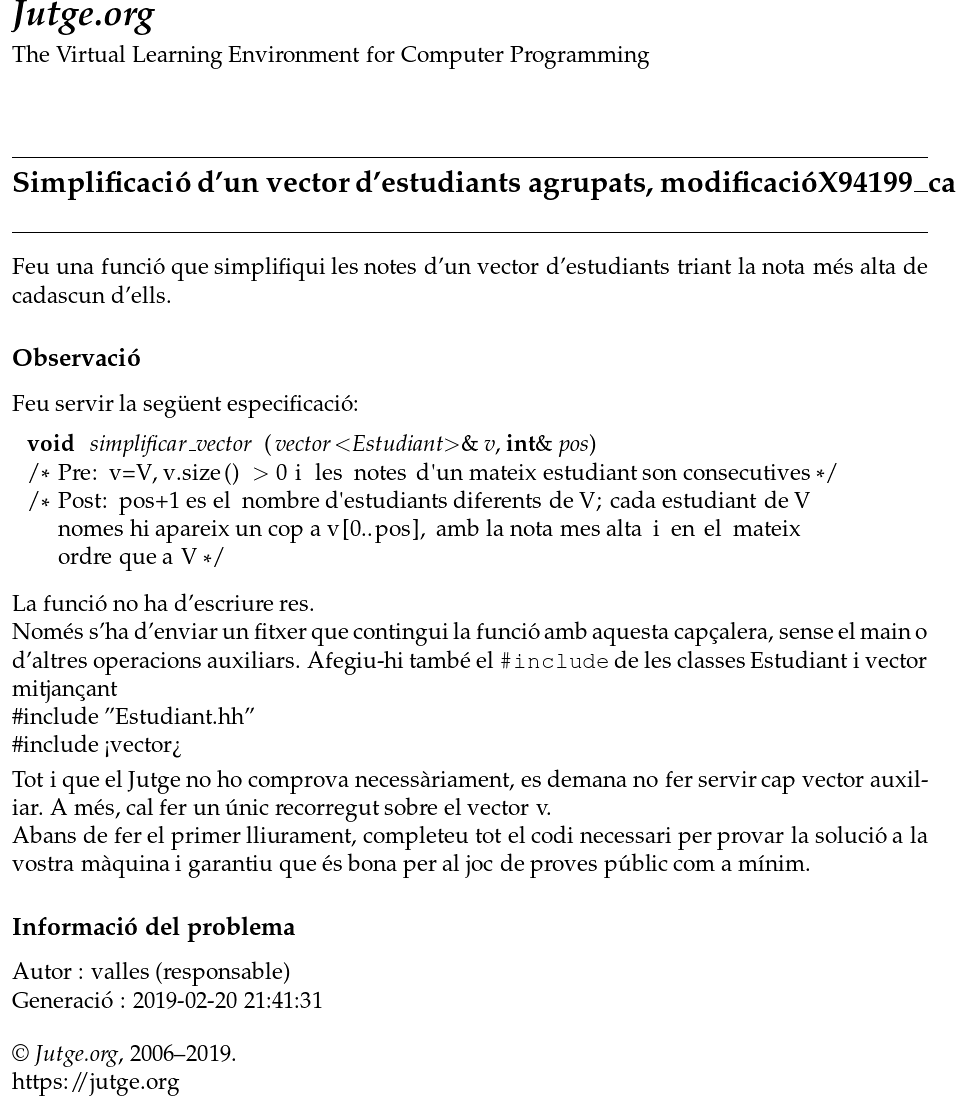 Jutge.org
The Virtual Learning Environment for Computer Programming
Simplificació d'un vector d'estudiants agrupats, modificacióX94199_ca
Feu una funció que simplifiqui les notes d'un vector d'estudiants triant la nota més alta de
cadascun d'ells.
Observació
Feu servir la següent especificació:
void simplificar_vector (vector<Estudiant>& v, int& pos)
/* Pre: v=V, v.size() > 0 i les notes d'un mateix estudiant son consecutives */
/* Post: pos+1 es el nombre d'estudiants diferents de V; cada estudiant de V
nomes hi apareix un cop a v[0..pos], amb la nota mes alta i en el mateix
ordre que a V */
La funció no ha d'escriure res.
Només s'ha d'enviar un fitxer que contingui la funció amb aquesta capçalera, sense el main o
d'altres operacions auxiliars. Afegiu-hi també el #include de les classes Estudiant i vector
mitjançant
#include "Estudiant.hh"
#include ¡vector¿
Tot i que el Jutge no ho comprova necessàriament, es demana no fer servir cap vector auxil-
iar. A més, cal fer un únic recorregut sobre el vector v.
Abans de fer el primer lliurament, completeu tot el codi necessari per provar la solució a la
vostra màquina i garantiu que és bona per al joc de proves públic com a mínim.
Informació del problema
Autor : valles (responsable)
Generació : 2019-02-20 21:41:31
© Jutge.org, 2006–2019.
https://jutge.org